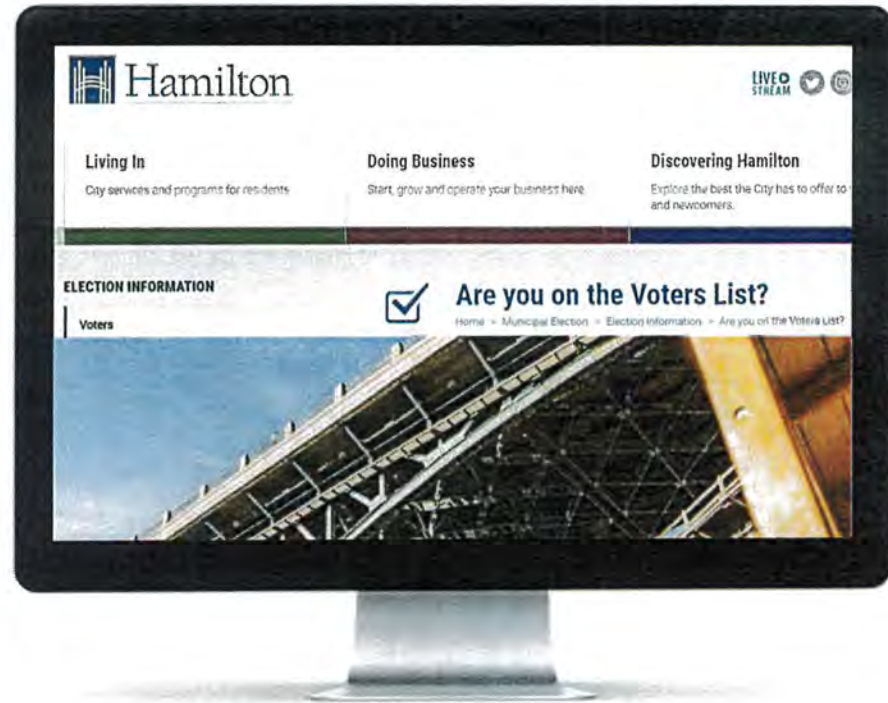 Hamilton
LIVE
STREAM
Living In
City services and programs for residents
Doing Business
Start, grow and operate your business here.
Discovering Hamilton
Explore the best the City has to offer to
and newcomers.
ELECTION INFORMATION
Voters
Are you on the Voters List?
Home > Municipal Election > Election Information > Are you on the Voters List?